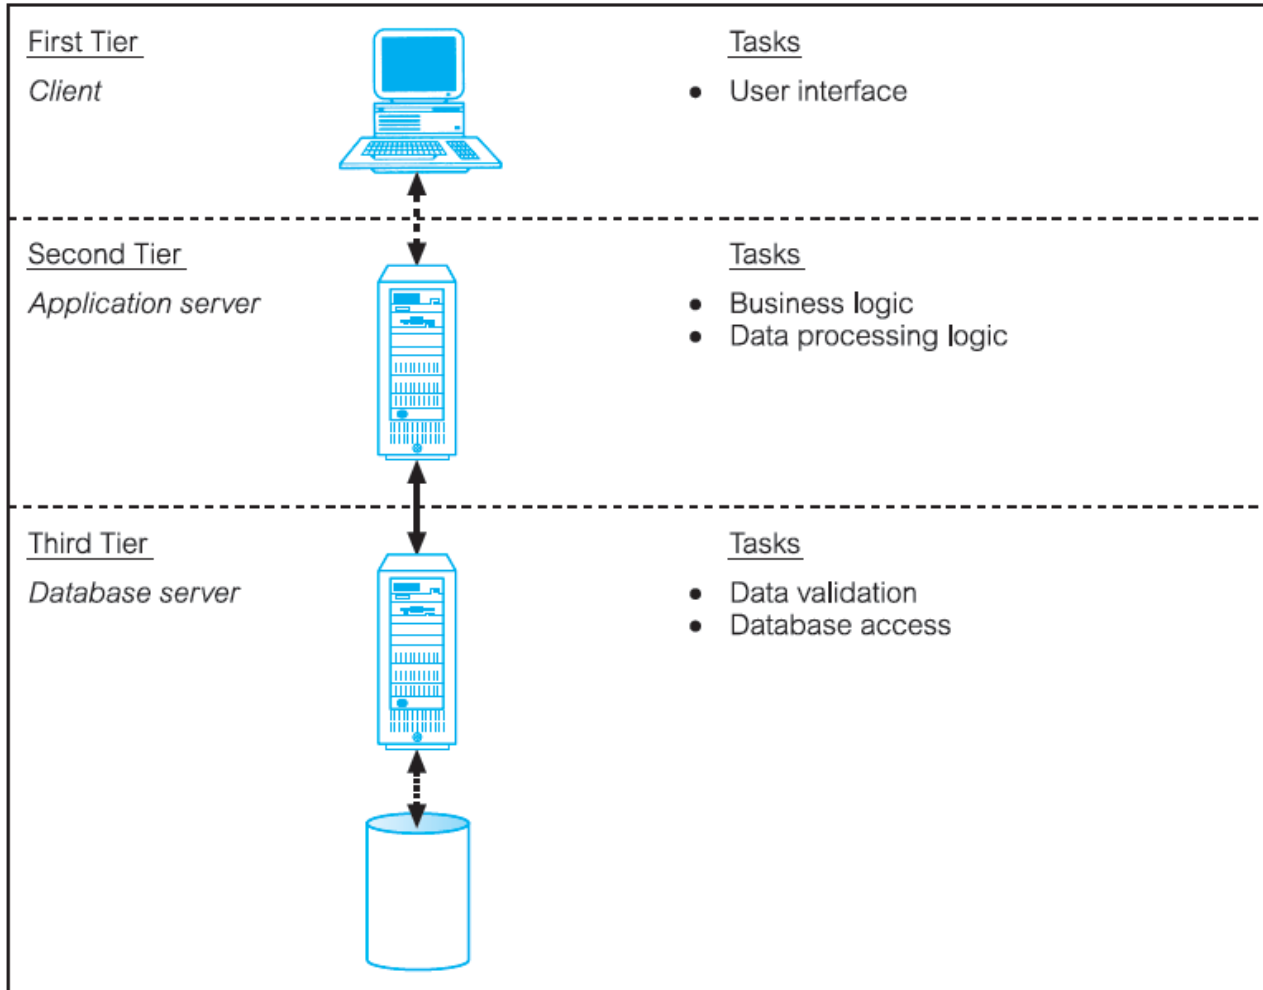 First Tier
Tasks
Client
● User interface
Second Tier
Tasks
Application server
● Business logic
● Data processing logic
Third Tier
Tasks
Database server
● Data validation
● Database access